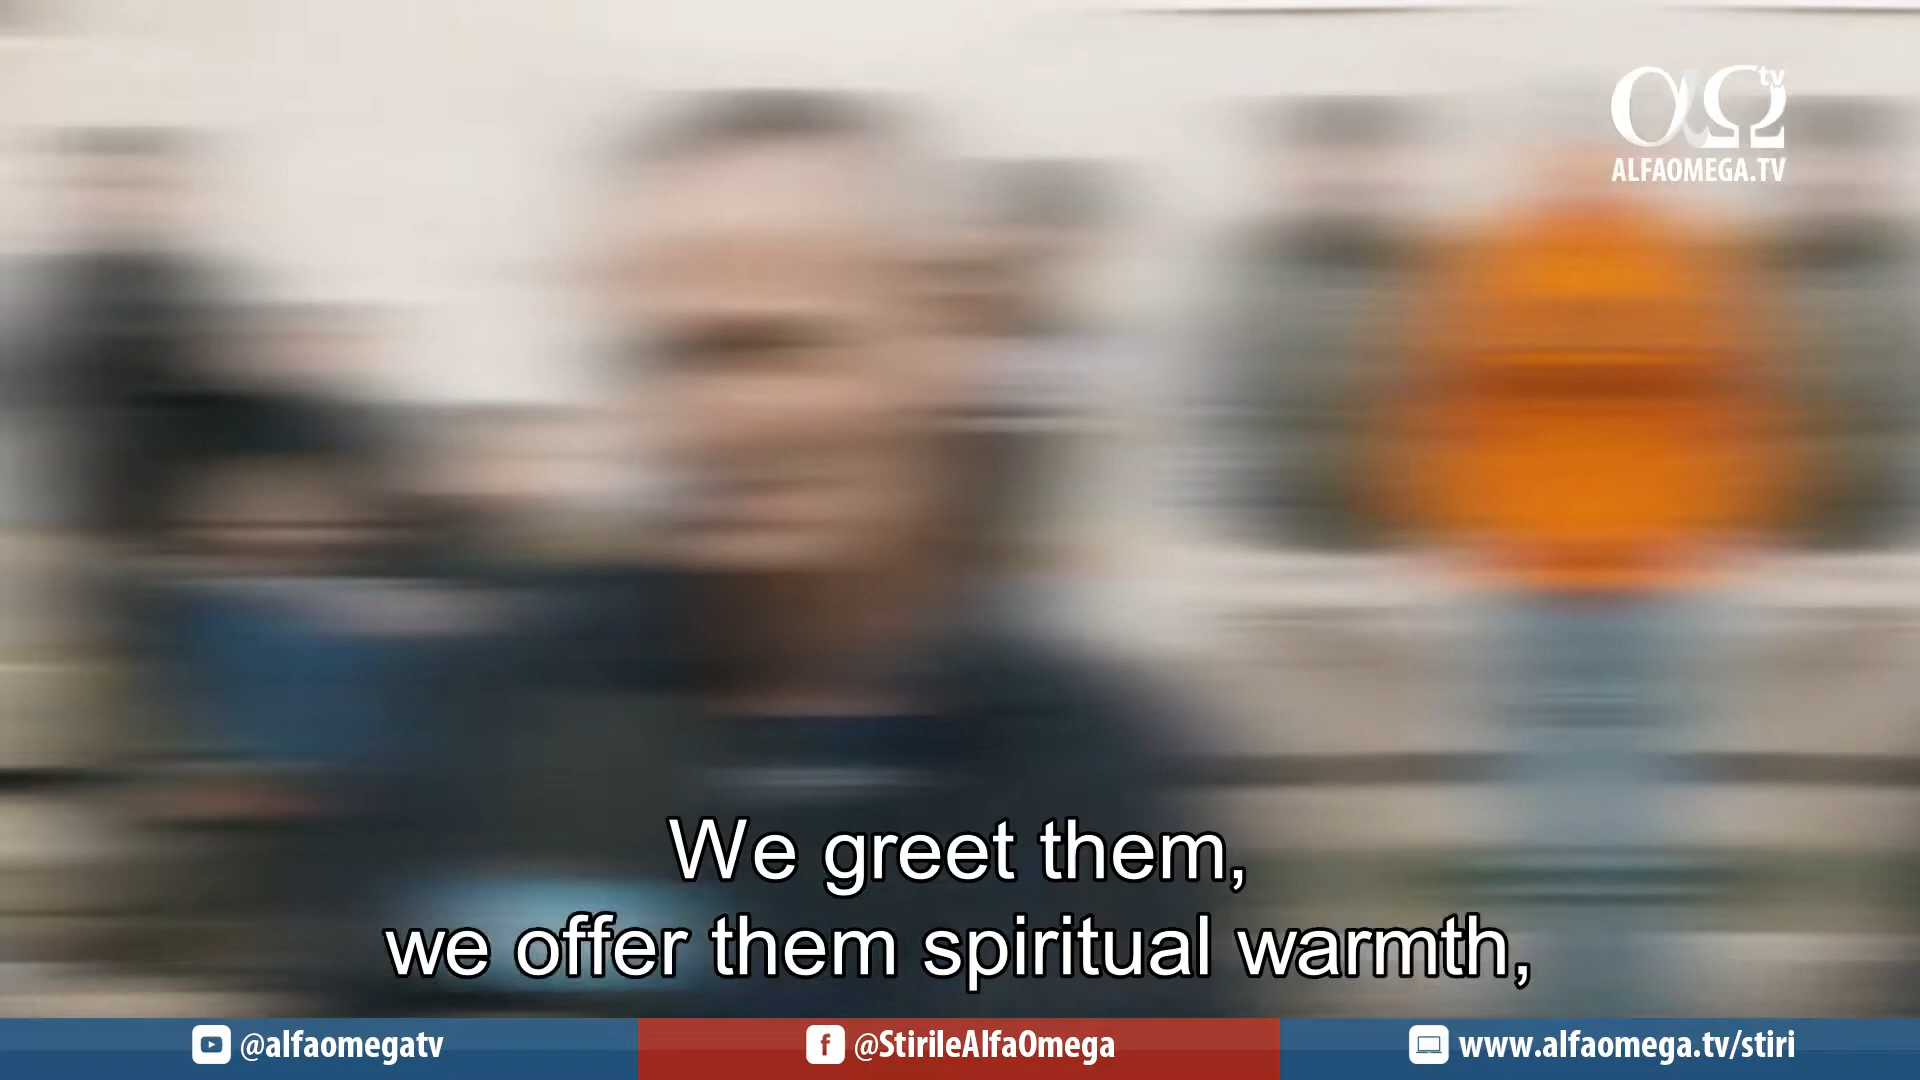 αΩ tv
ALFAOMEGA.TV
We greet them,
we offer them spiritual warmth,
@alfaomegatv
@StirileAlfaOmega
www.alfaomega.tv/stiri